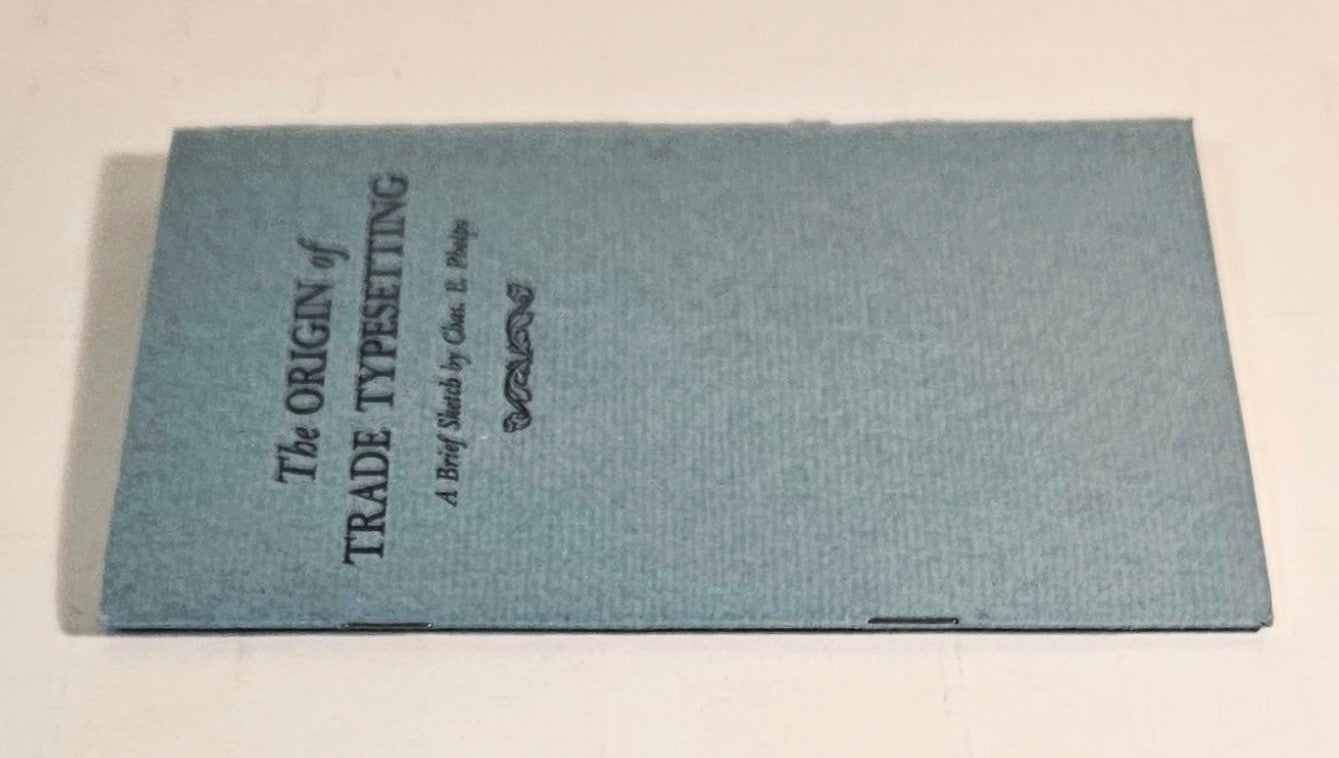 The ORIGIN of
TRADE TYPESETTING
A Brief Sketch by Chas. E. Phelps